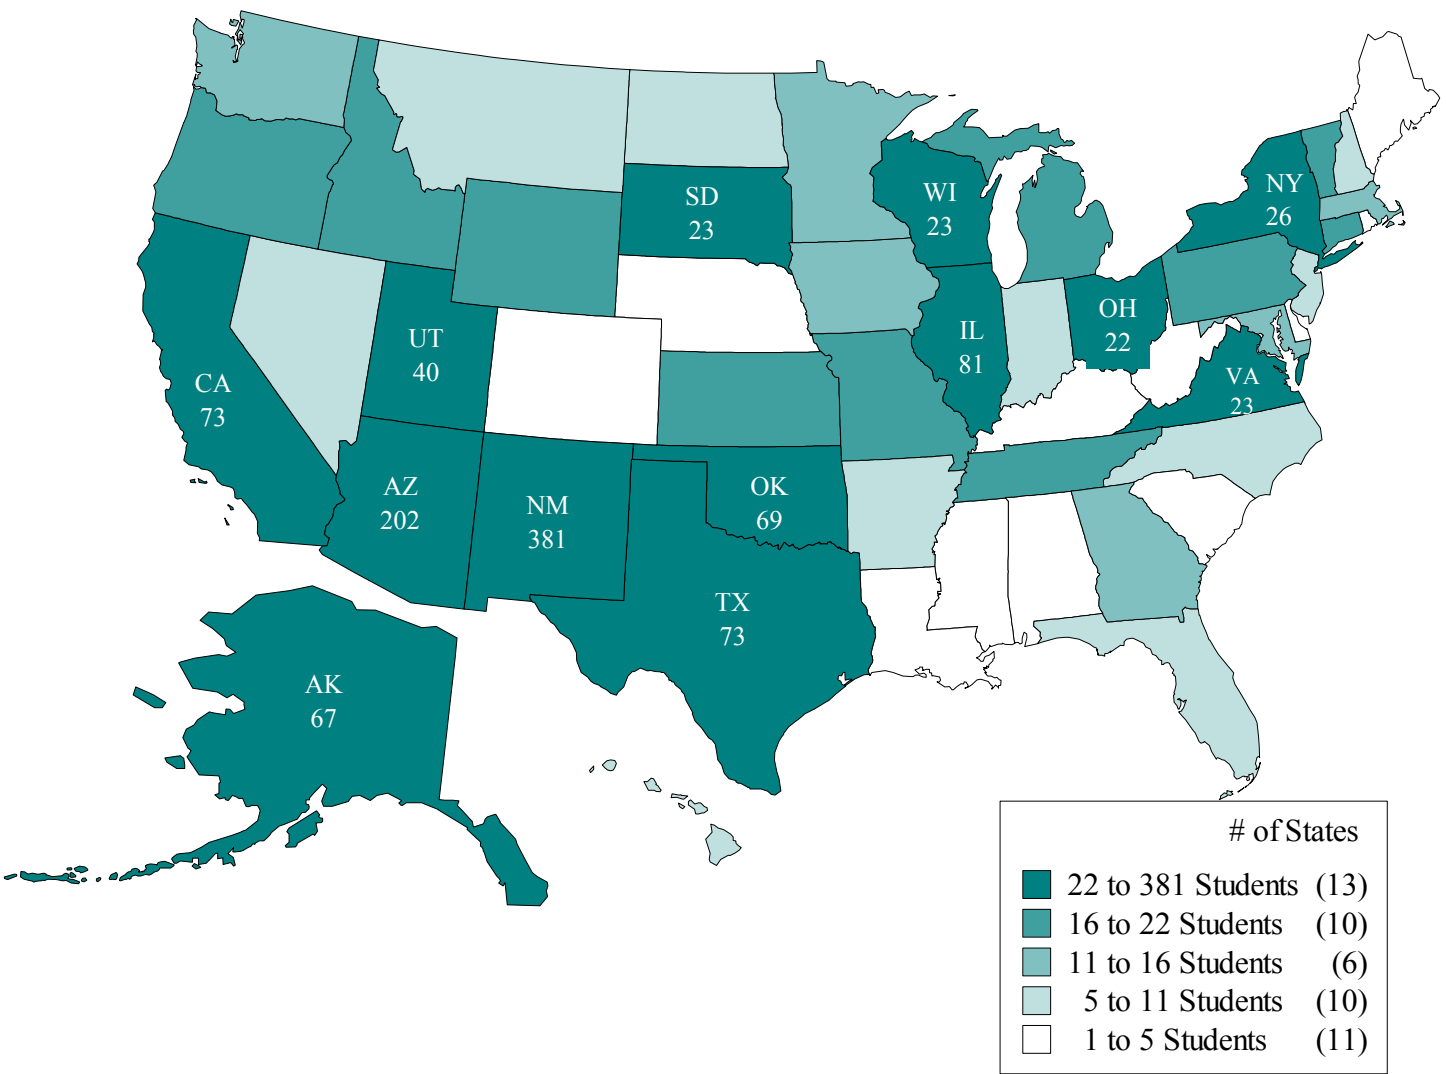 SD
23
WI
23
NY
26
OH
22
IL
81
UT
40
CA
73
VA
23
AZ
202
NM
381
OK
69
TX
73
AK
67
# of States
22 to 381 Students (13)
16 to 22 Students (10)
11 to 16 Students (6)
5 to 11 Students (10)
1 to 5 Students (11)